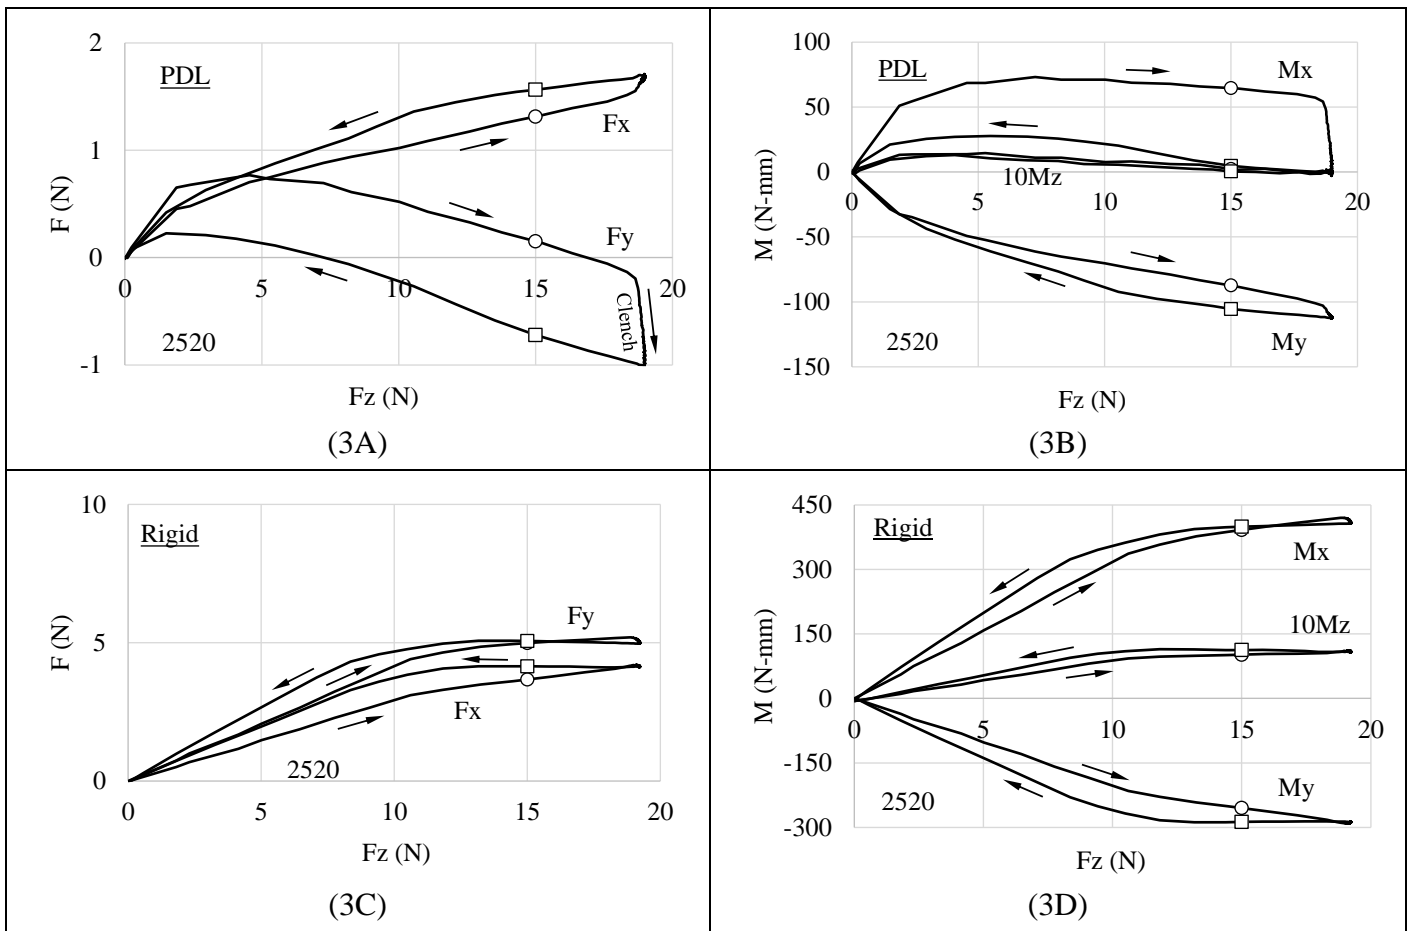 PDL
F (N)
2
1
0
-1
0
5
10
15
20
Fx
Fy
Clench
2520
Fz (N)
(3A)
PDL
M (N-mm)
100
50
0
-50
-100
-150
0
5
10
15
20
Mx
10Mz
My
2520
Fz (N)
(3B)
Rigid
F (N)
10
5
0
0
5
10
15
20
Fy
Fx
2520
Fz (N)
(3C)
Rigid
M (N-mm)
450
300
150
0
-150
-300
0
5
10
15
20
Mx
10Mz
My
2520
Fz (N)
(3D)